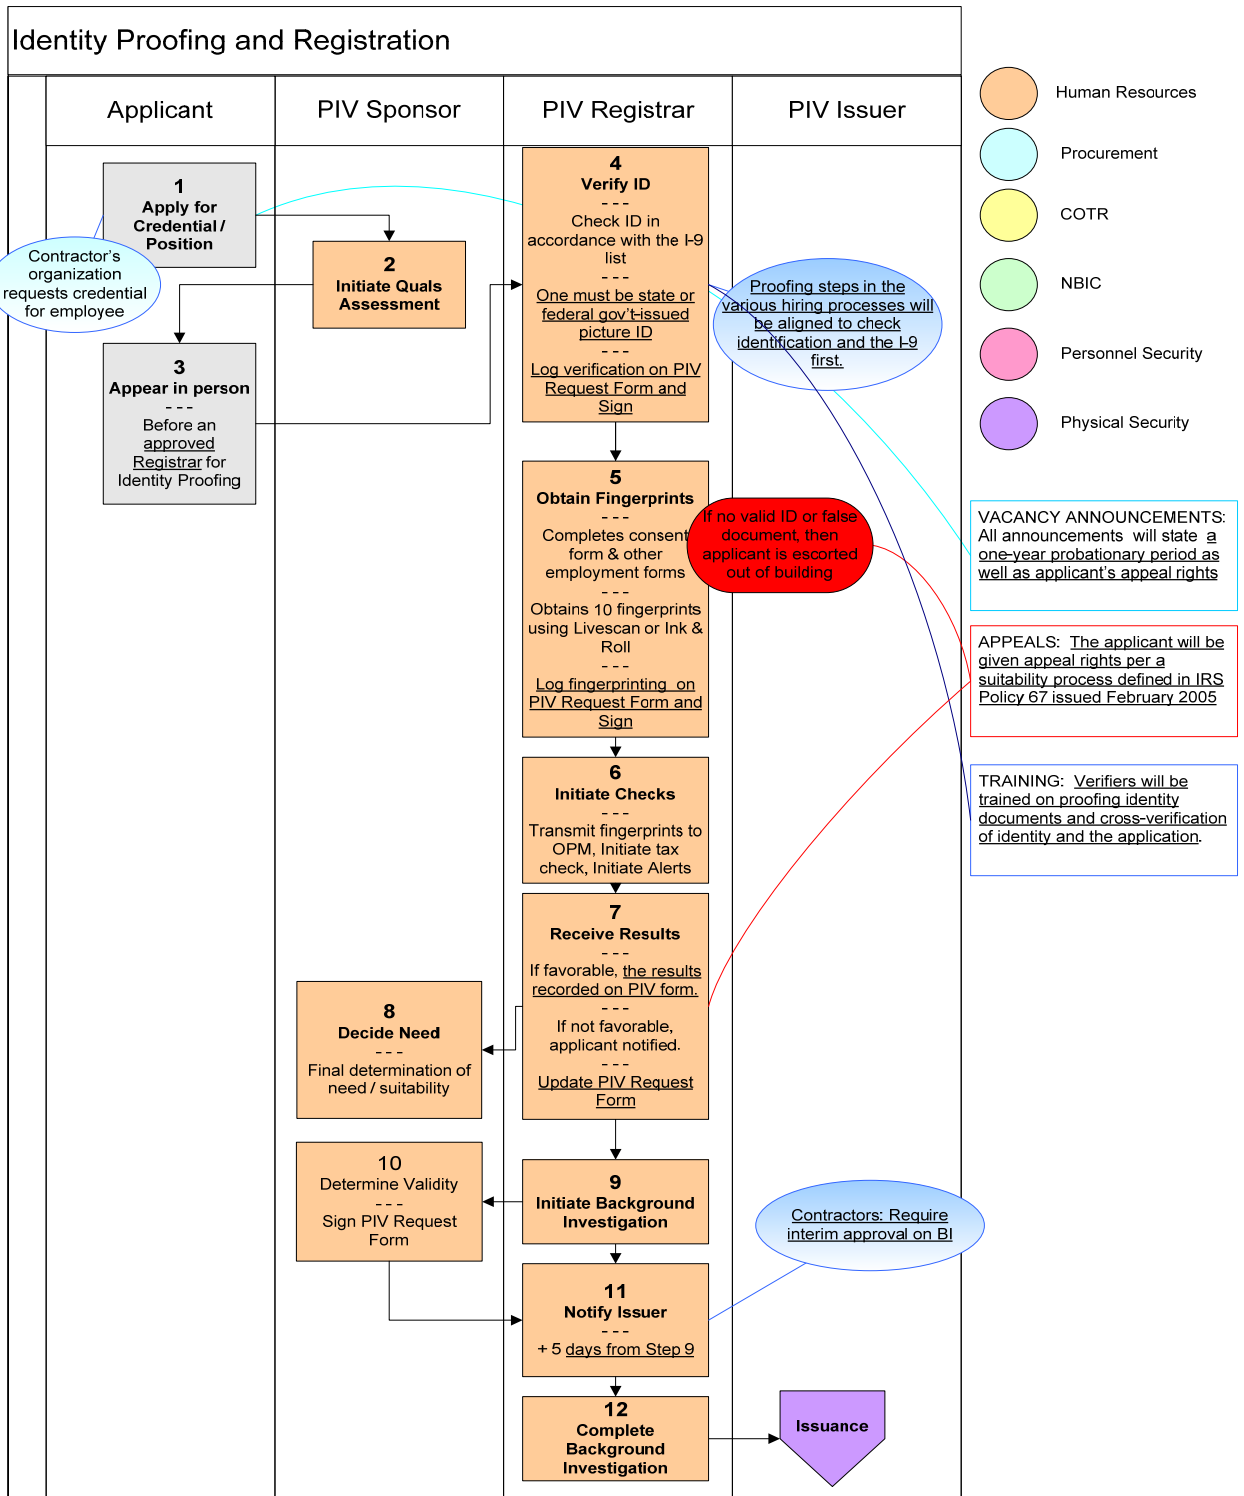 Identity Proofing and Registration
Applicant
PIV Sponsor
PIV Registrar
PIV Issuer
1
Apply for
Credential /
Position
Contractor's
organization
requests credential
for employee
2
Initiate Quals
Assessment
3
Appear in person
- - -
Before an
approved
Registrar for
Identity Proofing
4
Verify ID
- - -
Check ID in
accordance with the I-9
list
- - -
One must be state or
federal gov't-issued
picture ID
- - -
Log verification on PIV
Request Form and
Sign
Proofing steps in the
various hiring processes will
be aligned to check
identification and the I-9
first.
5
Obtain Fingerprints
- - -
Completes consent
form & other
employment forms
- - -
Obtains 10 fingerprints
using Livescan or Ink &
Roll
- - -
Log fingerprinting on
PIV Request Form and
Sign
If no valid ID or false
document, then
applicant is escorted
out of building
6
Initiate Checks
- - -
Transmit fingerprints to
OPM, Initiate tax
check, Initiate Alerts
7
Receive Results
- - -
If favorable, the results
recorded on PIV form.
- - -
If not favorable,
applicant notified.
- - -
Update PIV Request
Form
8
Decide Need
- - -
Final determination of
need / suitability
9
Initiate Background
Investigation
10
Determine Validity
- - -
Sign PIV Request
Form
11
Notify Issuer
- - -
+ 5 days from Step 9
Contractors: Require
interim approval on BI
12
Complete
Background
Investigation
Issuance
Human Resources
Procurement
COTR
NBIC
Personnel Security
Physical Security
VACANCY ANNOUNCEMENTS:
All announcements will state a
one-year probationary period as
well as applicant's appeal rights
APPEALS: The applicant will be
given appeal rights per a
suitability process defined in IRS
Policy 67 issued February 2005
TRAINING: Verifiers will be
trained on proofing identity
documents and cross-verification
of identity and the application.